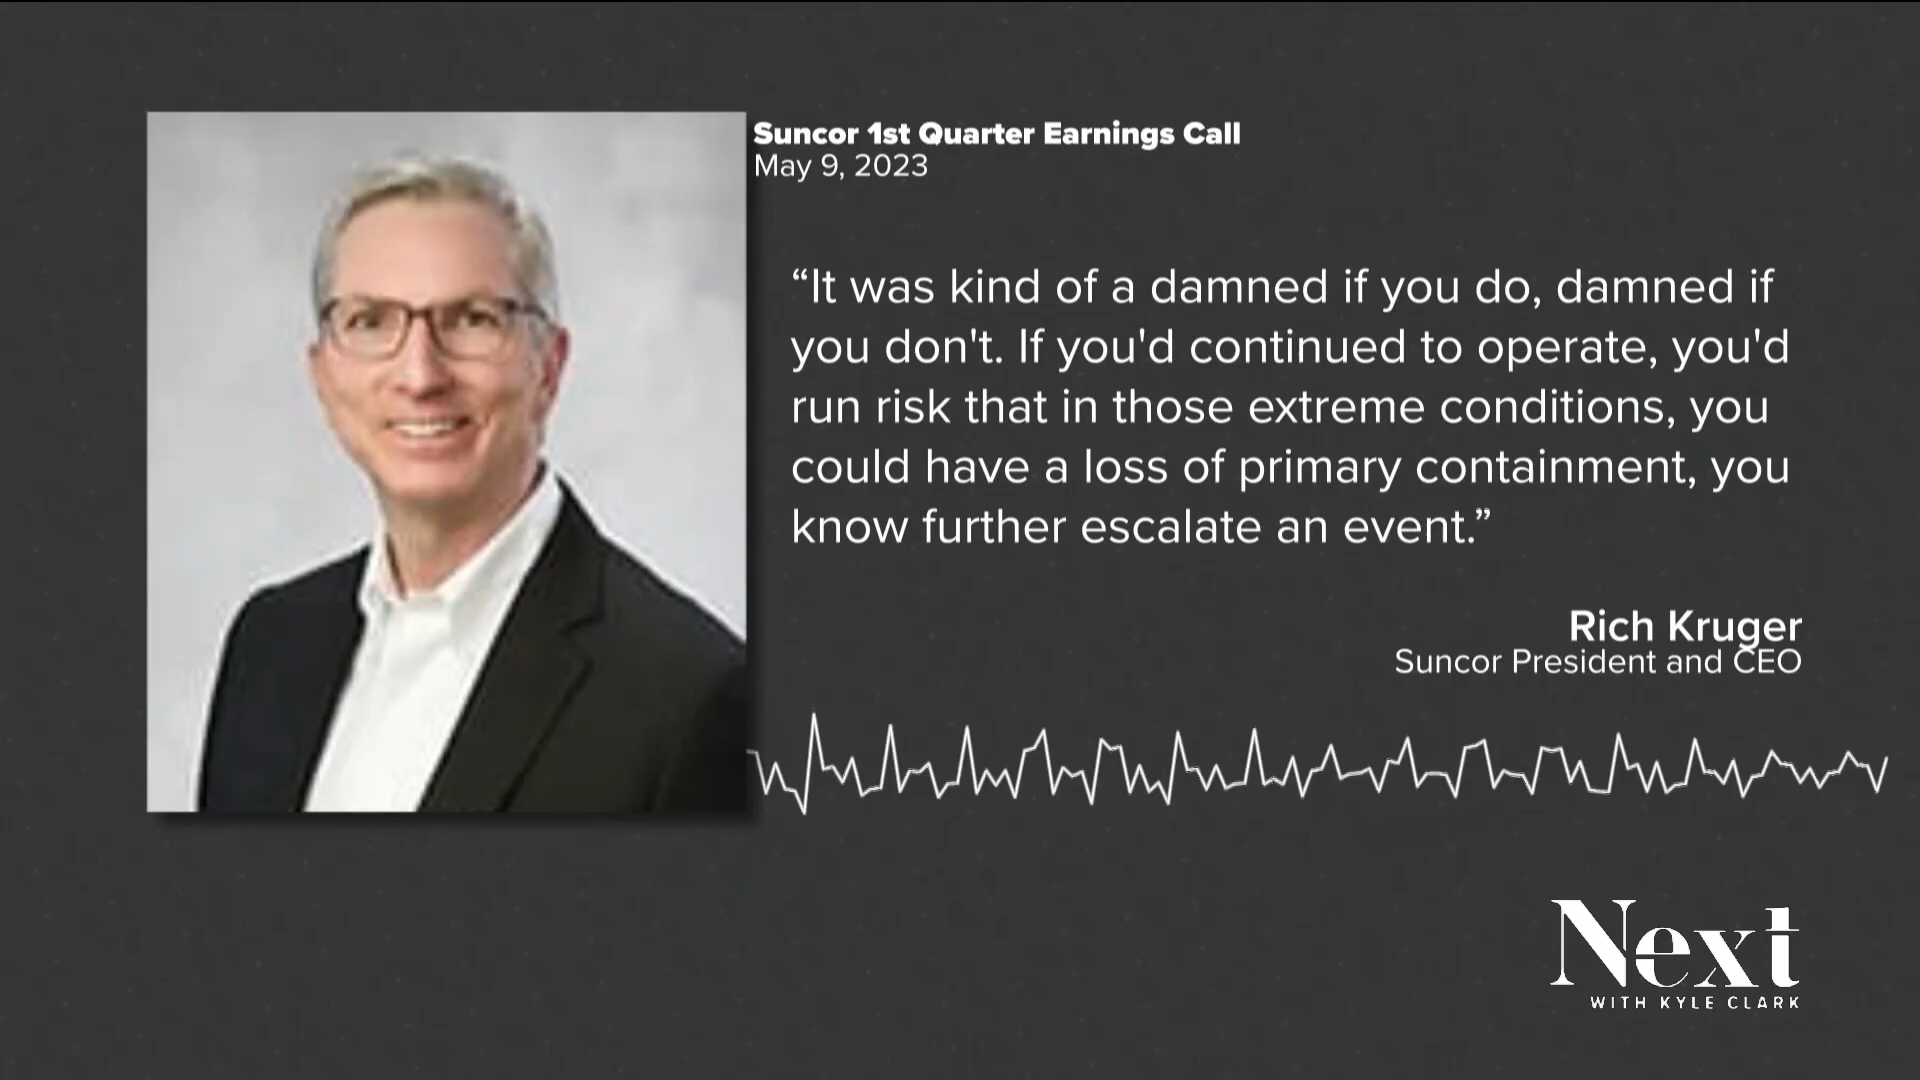 Suncor 1st Quarter Earnings Call
May 9, 2023
“It was kind of a damned if you do, damned if
you don't. If you'd continued to operate, you'd
run risk that in those extreme conditions, you
could have a loss of primary containment, you
know further escalate an event.”
Rich Kruger
Suncor President and CEO
Next
WITH KYLE CLARK